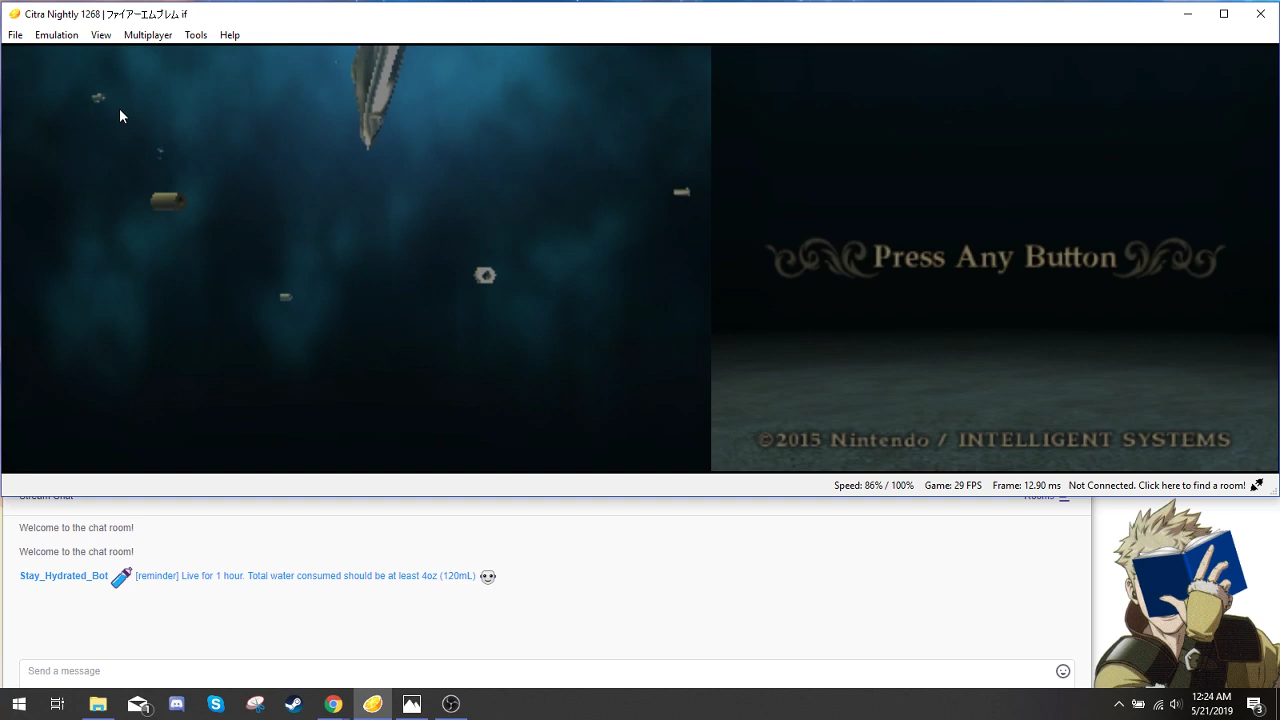 Citra Nightly 1268 | ファイアーエムブレム if
File Emulation View Multiplayer Tools Help
Press Any Button
©2015 Nintendo / INTELLIGENT SYSTEMS
Speed: 86% / 100% Game: 29 FPS Frame: 12.90 ms Not Connected. Click here to find a room!
Stream Chat Rooms
Welcome to the chat room!
Welcome to the chat room!
Stay_Hydrated_Bot [reminder] Live for 1 hour. Total water consumed should be at least 4oz (120mL)
Send a message
12:24 AM
5/21/2019
3